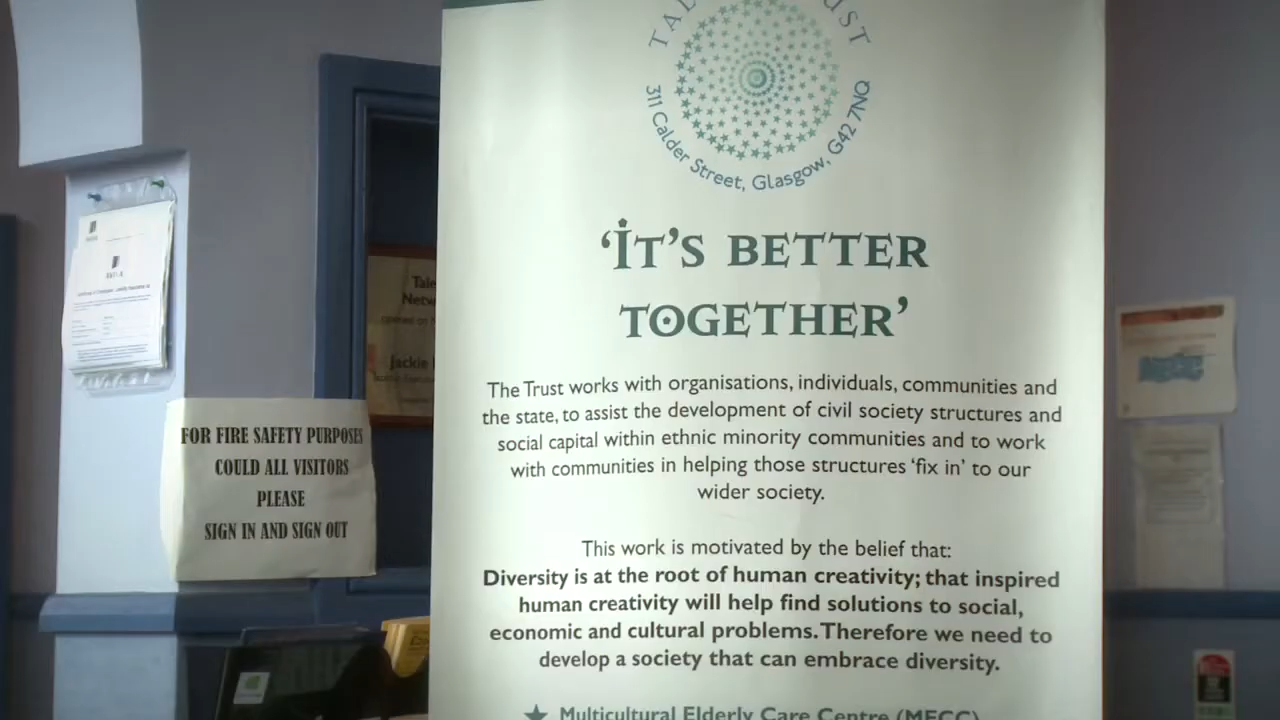 FOR FIRE SAFETY PURPOSES
COULD ALL VISITORS
PLEASE
SIGN IN AND SIGN OUT
Jackie
311 Calder Street, Glasgow, G42 7NQ
‘IT’S BETTER
TOGETHER’
The Trust works with organisations, individuals, communities and
the state, to assist the development of civil society structures and
social capital within ethnic minority communities and to work
with communities in helping those structures ‘fix in’ to our
wider society.
This work is motivated by the belief that:
Diversity is at the root of human creativity; that inspired
human creativity will help find solutions to social,
economic and cultural problems. Therefore we need to
develop a society that can embrace diversity.
Multicultural Elderly Care Centre (MECC)